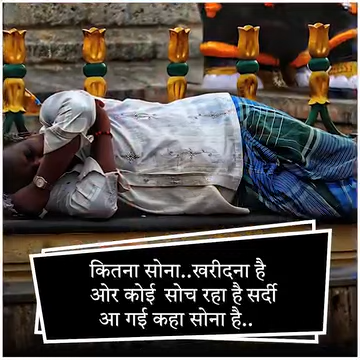 कितना सोना..खरीदना है
ओर कोई सोच रहा है सर्दी
आ गई कहा सोना है..